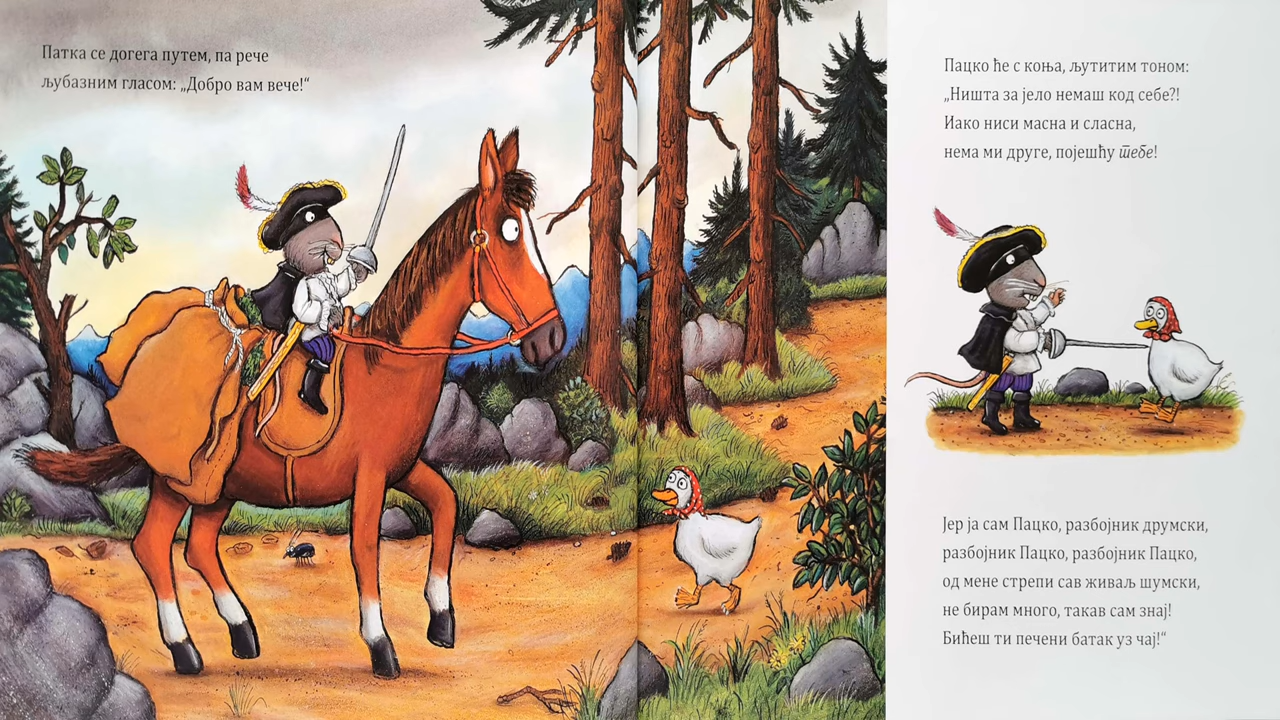 Патка се догега путем, па рече
љубазним гласом: „Добро вам вече!“
Пацко ће с коња, љутитим тоном:
„Ништа за јело немаш код себе?!
Иако ниси масна и сласна,
нема ми друге, појешћу тебе!
Јер ја сам Пацко, разбојник друмски,
разбојник Пацко, разбојник Пацко,
од мене стрепи сав живаљ шумски,
не бирам много, такав сам знај!
Бићеш ти печени батак уз чај!“